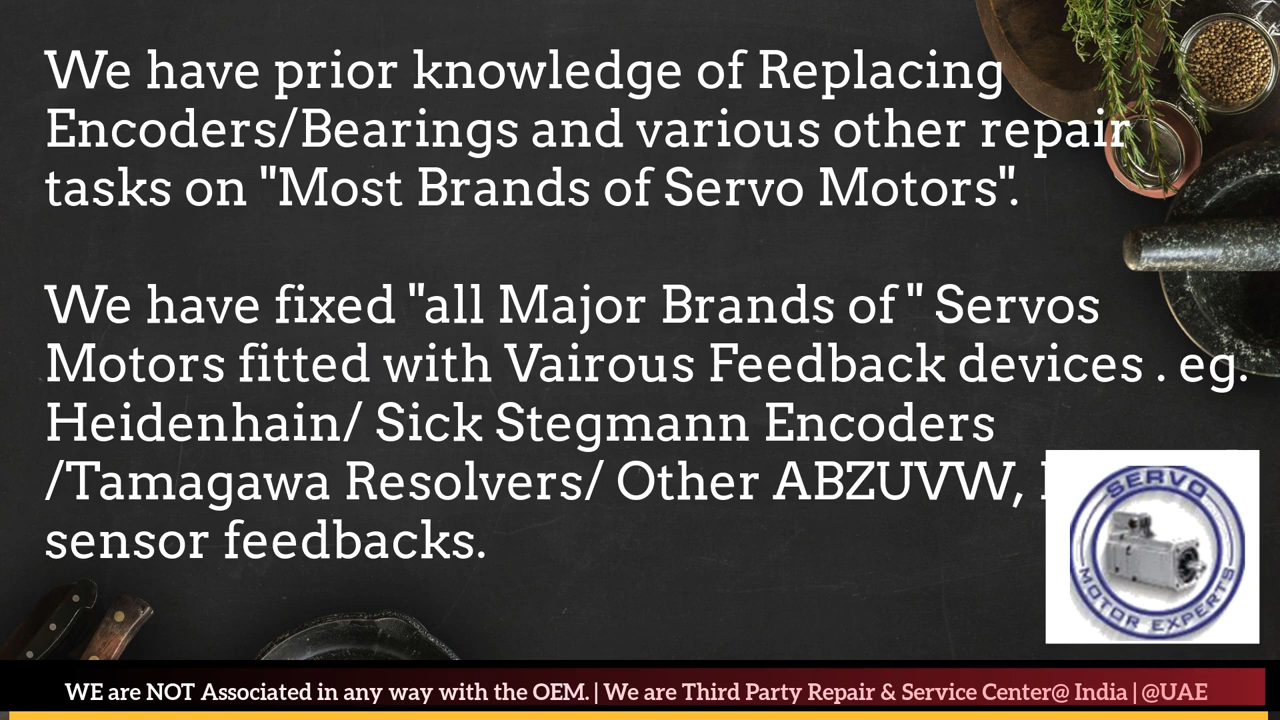 We have prior knowledge of Replacing
Encoders/Bearings and various other repair
tasks on "Most Brands of Servo Motors".
We have fixed "all Major Brands of " Servos
Motors fitted with Vairous Feedback devices . eg.
Heidenhain/ Sick Stegmann Encoders
/Tamagawa Resolvers/ Other ABZUVW,
sensor feedbacks.
SERVO
MOTOR EXPERTS
WE are NOT Associated in any way with the OEM. | We are Third Party Repair & Service Center@ India | @UAE